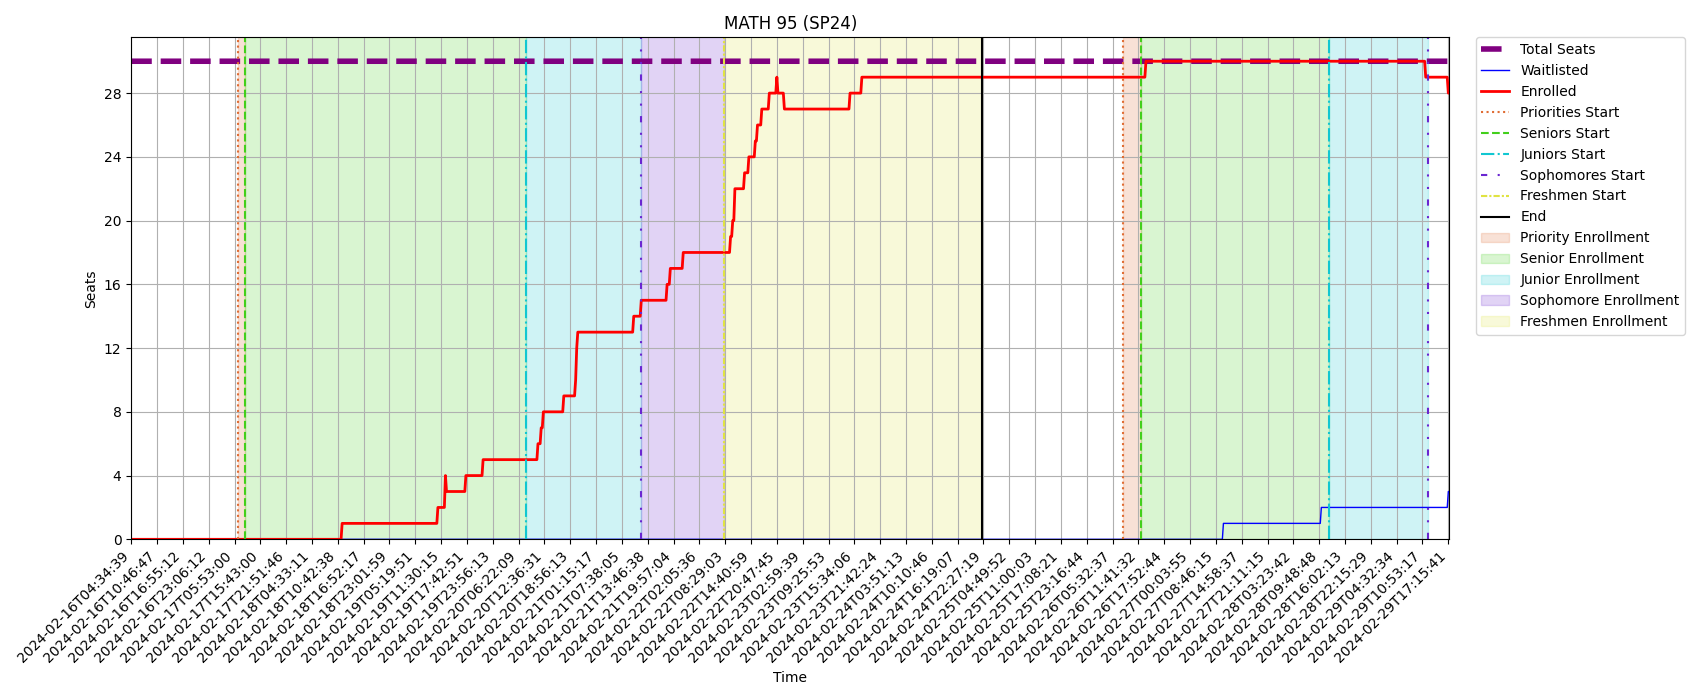 MATH 95 (SP24)
Total Seats
Waitlisted
Enrolled
Priorities Start
Seniors Start
Juniors Start
Sophomores Start
Freshmen Start
End
Priority Enrollment
Senior Enrollment
Junior Enrollment
Sophomore Enrollment
Freshmen Enrollment
Seats
28
24
20
16
12
8
4
0
2024-02-16T04:34:39
2024-02-16T10:46:47
2024-02-16T16:55:12
2024-02-16T23:06:12
2024-02-17T05:53:00
2024-02-17T15:43:00
2024-02-17T21:51:46
2024-02-18T04:33:11
2024-02-18T10:42:38
2024-02-18T16:52:17
2024-02-18T23:01:59
2024-02-19T05:19:51
2024-02-19T11:30:15
2024-02-19T17:42:51
2024-02-19T23:56:13
2024-02-20T06:22:09
2024-02-20T12:36:31
2024-02-20T18:56:13
2024-02-21T01:15:17
2024-02-21T07:38:05
2024-02-21T13:46:38
2024-02-21T19:57:04
2024-02-22T02:05:36
2024-02-22T08:29:03
2024-02-22T14:40:59
2024-02-22T20:47:45
2024-02-23T02:59:39
2024-02-23T09:25:53
2024-02-23T15:34:06
2024-02-23T21:42:24
2024-02-24T03:51:13
2024-02-24T10:10:46
2024-02-24T16:19:07
2024-02-24T22:27:19
2024-02-25T04:49:52
2024-02-25T11:00:03
2024-02-25T17:08:21
2024-02-25T23:16:44
2024-02-26T05:32:37
2024-02-26T11:41:32
2024-02-26T17:52:44
2024-02-27T00:03:55
2024-02-27T08:46:15
2024-02-27T14:58:37
2024-02-27T21:11:15
2024-02-28T03:23:42
2024-02-28T09:48:48
2024-02-28T16:02:13
2024-02-28T22:15:29
2024-02-29T04:32:34
2024-02-29T10:53:17
2024-02-29T17:15:41
Time